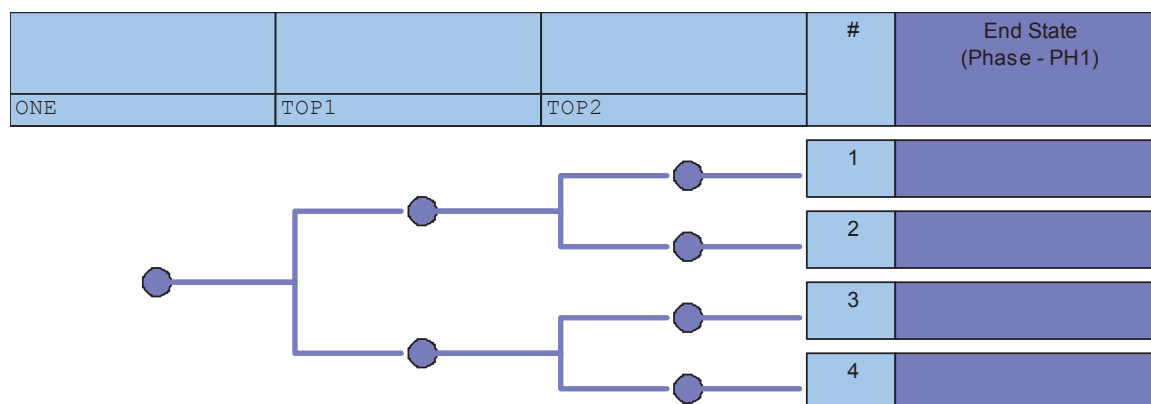 #
End State
(Phase - PH1)
ONE
TOP1
TOP2
1
2
3
4